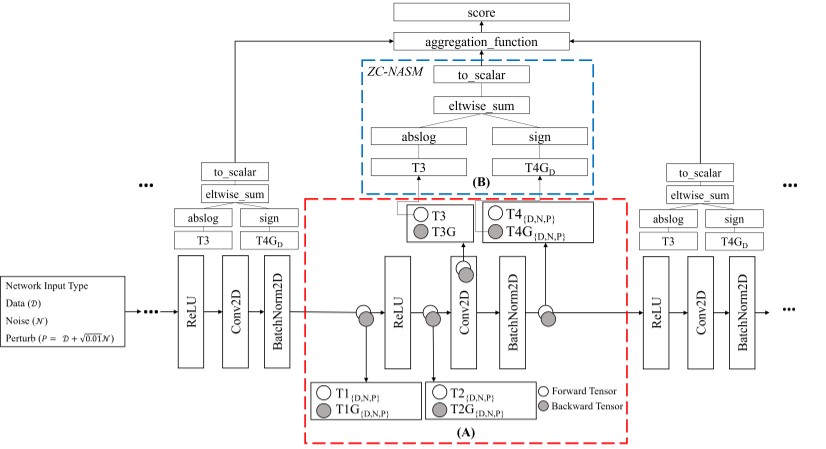 score
aggregation_function
ZC-NASM
to_scalar
eltwise_sum
abslog
sign
T3
T4G_D
(B)
to_scalar
eltwise_sum
abslog
sign
T3
T4G_D
...
to_scalar
eltwise_sum
abslog
sign
T3
T4G_D
...
T3
T3G
T4_{D,N,P}
T4G_{D,N,P}
Network Input Type
Data (𝒟)
Noise (𝒩)
Perturb (P = 𝒟 + √0.01𝒩)
...
ReLU
Conv2D
BatchNorm2D
ReLU
Conv2D
BatchNorm2D
ReLU
Conv2D
BatchNorm2D
...
T1_{D,N,P}
T1G_{D,N,P}
T2_{D,N,P}
T2G_{D,N,P}
Forward Tensor
Backward Tensor
(A)